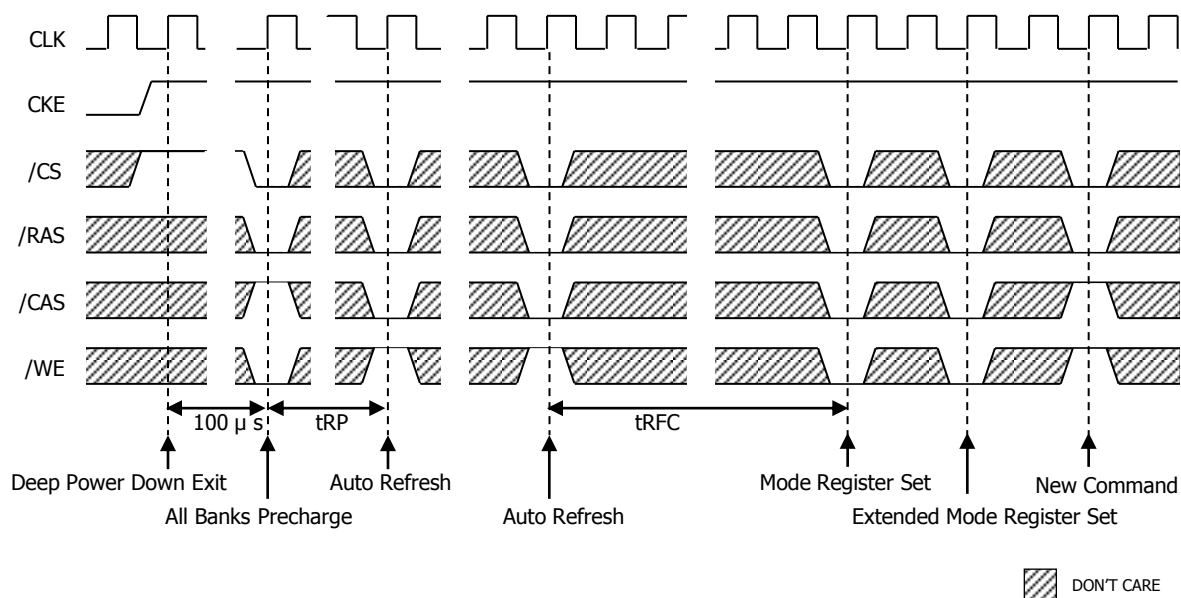 CLK
CKE
/CS
/RAS
/CAS
/WE
100 μ s
tRP
tRFC
Deep Power Down Exit
All Banks Precharge
Auto Refresh
Auto Refresh
Mode Register Set
Extended Mode Register Set
New Command
DON'T CARE